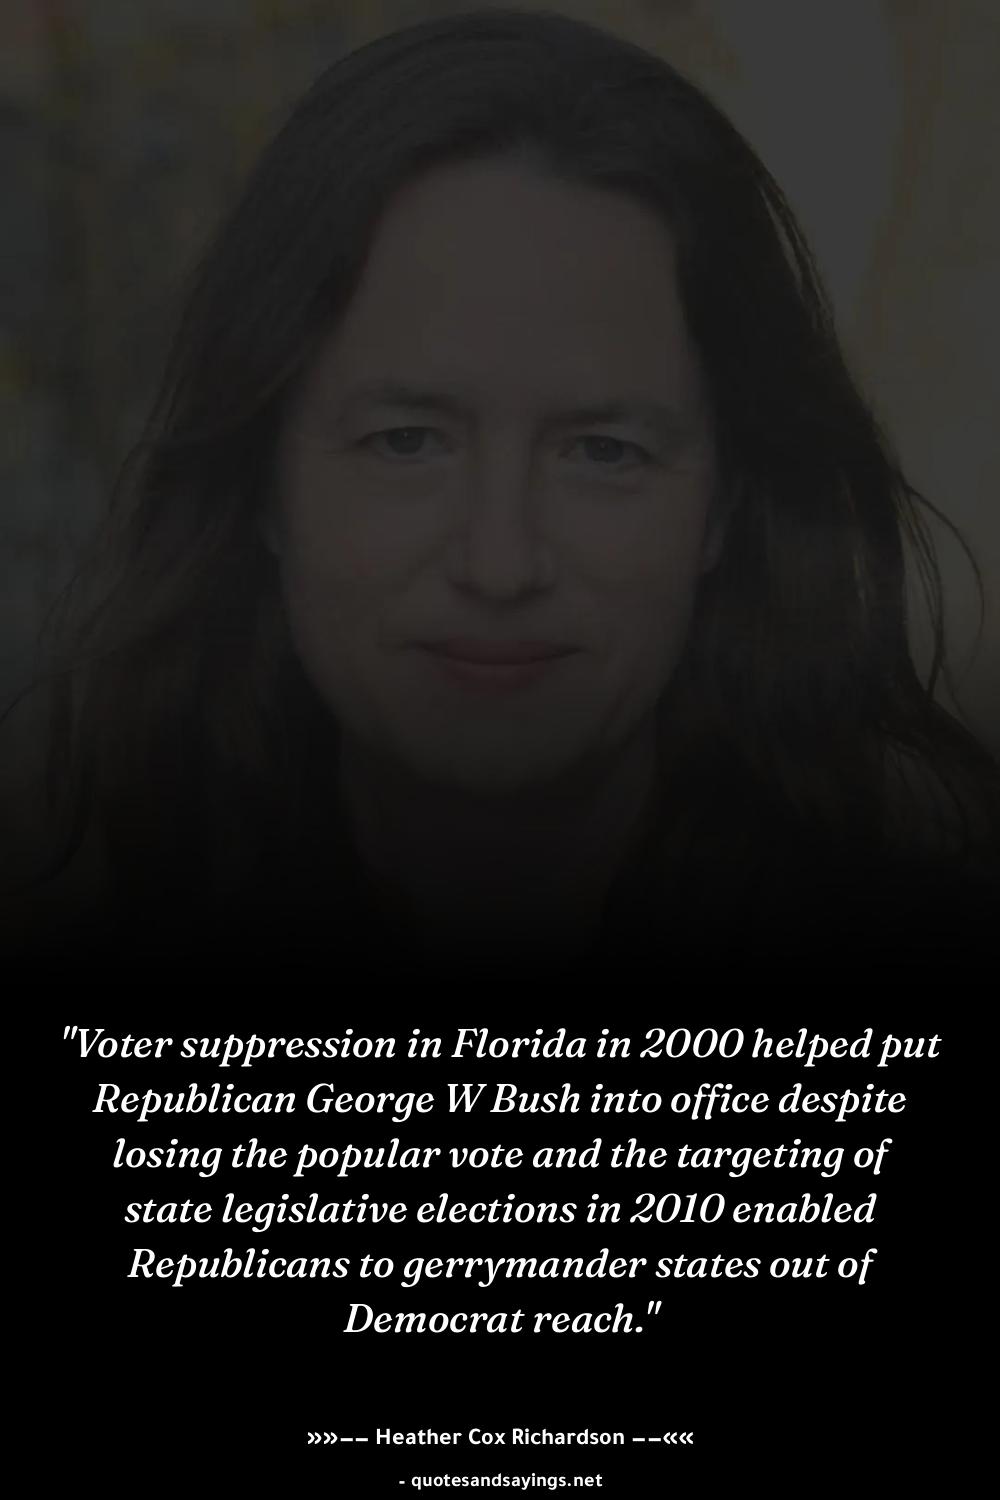 "Voter suppression in Florida in 2000 helped put
Republican George W Bush into office despite
losing the popular vote and the targeting of
state legislative elections in 2010 enabled
Republicans to gerrymander states out of
Democrat reach."
»»−− Heather Cox Richardson −−««
- quotesandsayings.net